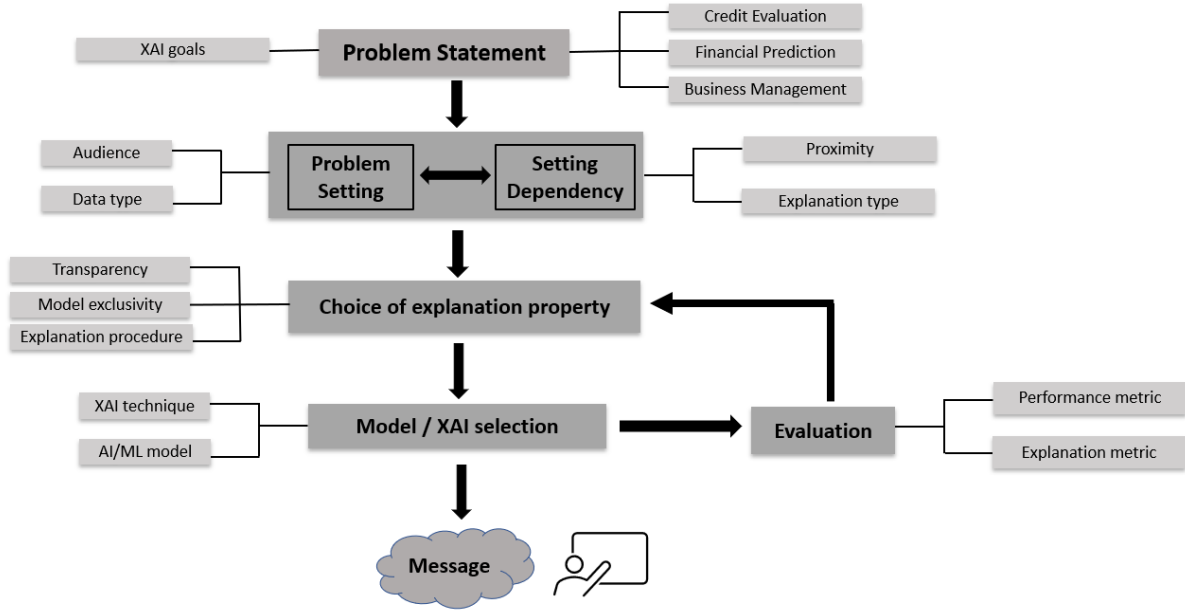 Credit Evaluation
XAI goals
Problem Statement
Financial Prediction
Business Management
Audience
Data type
Problem
Setting
Setting
Dependency
Proximity
Explanation type
Transparency
Model exclusivity
Explanation procedure
Choice of explanation property
XAI technique
AI/ML model
Model / XAI selection
Evaluation
Performance metric
Explanation metric
Message